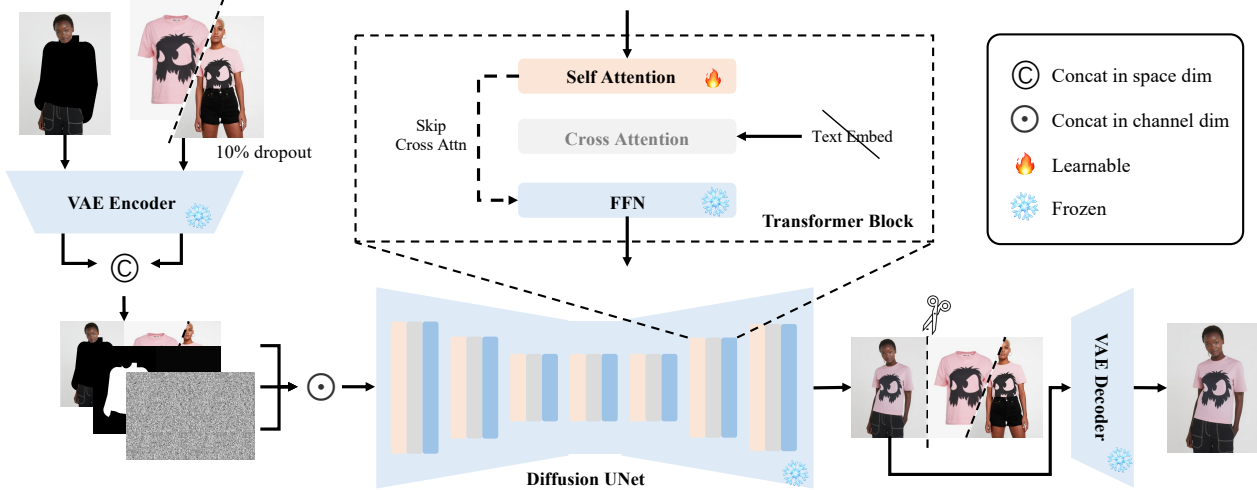 10% dropout
VAE Encoder
C
Self Attention
Skip
Cross Attn
Cross Attention
Text Embed
FFN
Transformer Block
C Concat in space dim
Concat in channel dim
Learnable
Frozen
Diffusion UNet
VAE Decoder